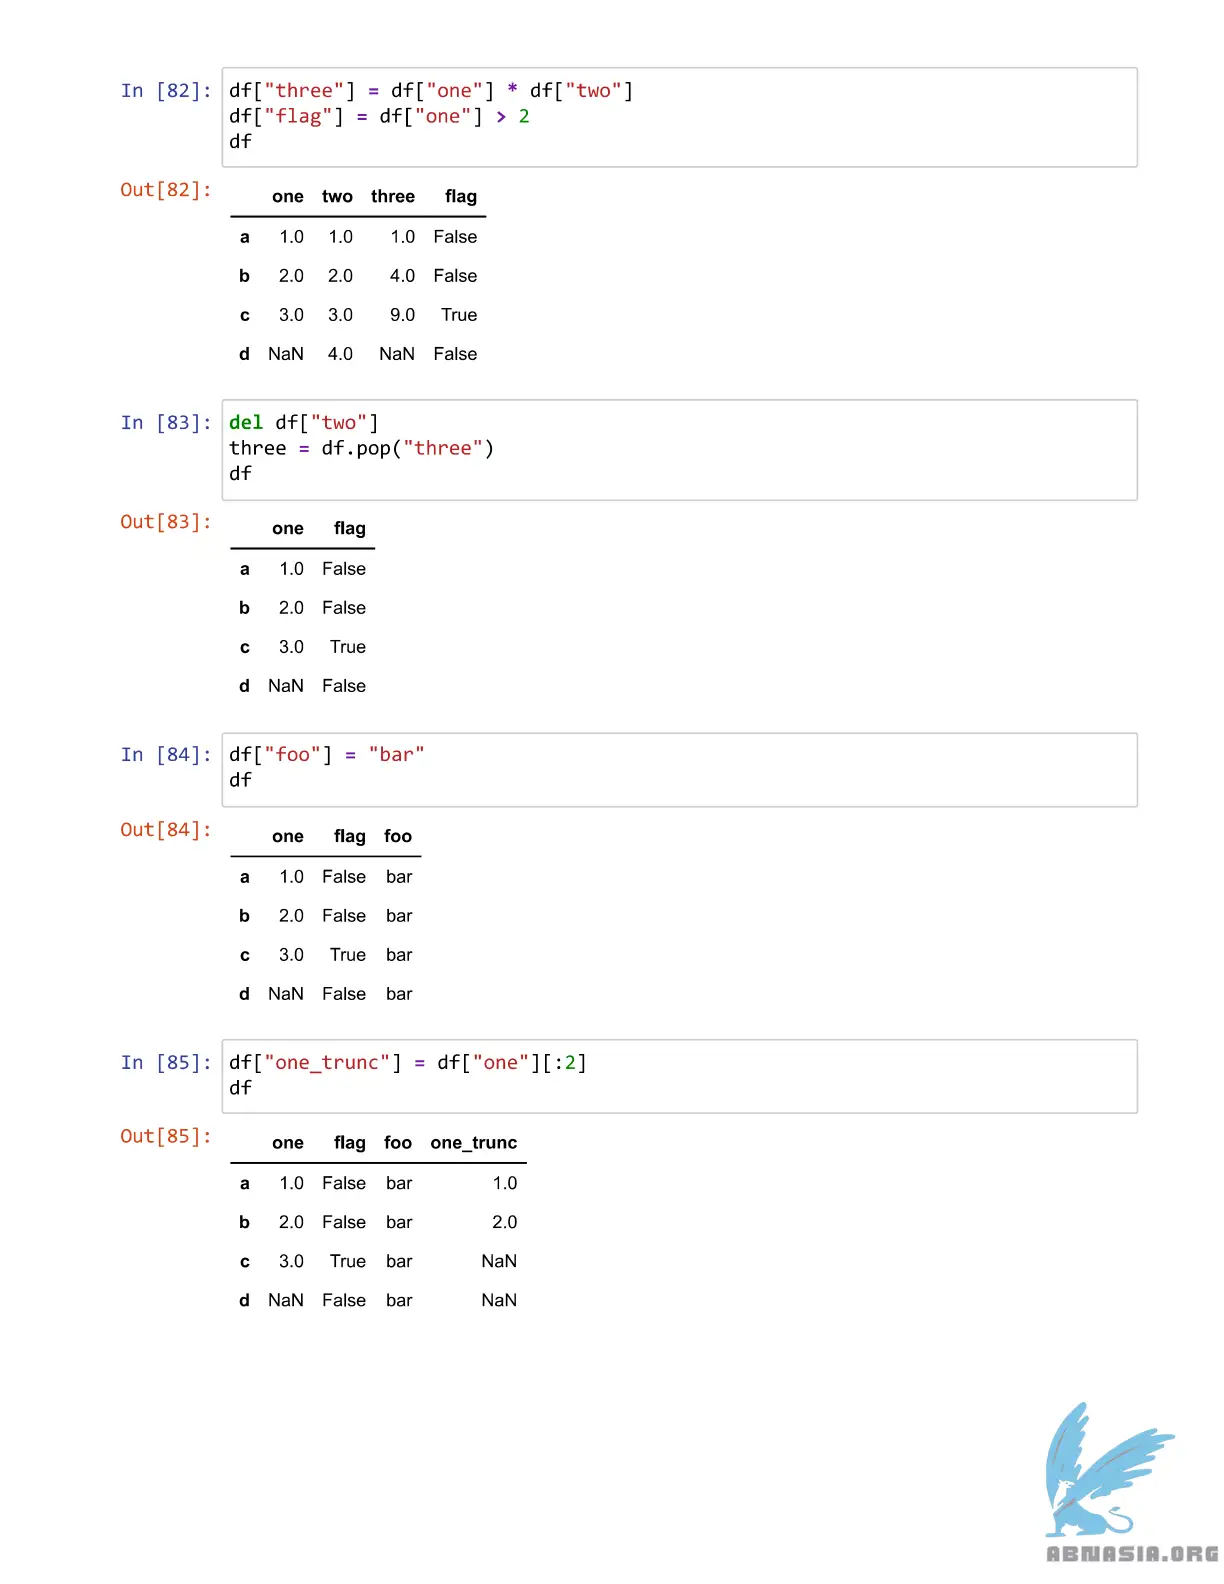 In [82]: df["three"] = df["one"] * df["two"]
df["flag"] = df["one"] > 2
df
Out[82]:
one two three flag
a 1.0 1.0 1.0 False
b 2.0 2.0 4.0 False
c 3.0 3.0 9.0 True
d NaN 4.0 NaN False
In [83]: del df["two"]
three = df.pop("three")
df
Out[83]:
one flag
a 1.0 False
b 2.0 False
c 3.0 True
d NaN False
In [84]: df["foo"] = "bar"
df
Out[84]:
one flag foo
a 1.0 False bar
b 2.0 False bar
c 3.0 True bar
d NaN False bar
In [85]: df["one_trunc"] = df["one"][:2]
df
Out[85]:
one flag foo one_trunc
a 1.0 False bar 1.0
b 2.0 False bar 2.0
c 3.0 True bar NaN
d NaN False bar NaN
ABNASIA.ORG